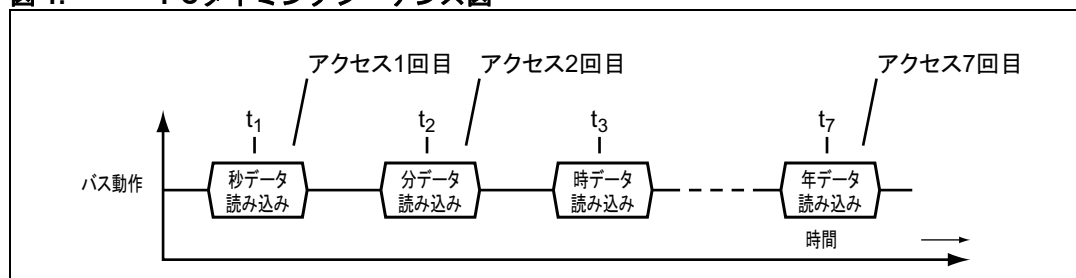 アクセス1回目 アクセス2回目 アクセス7回目
t1 t2 t3 t7
バス動作
秒データ
読み込み
分データ
読み込み
時データ
読み込み
年データ
読み込み
時間